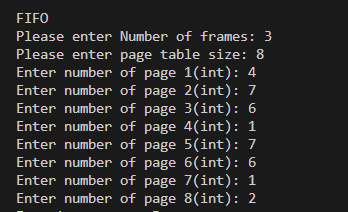 FIFO
Please enter Number of frames: 3
Please enter page table size: 8
Enter number of page 1(int): 4
Enter number of page 2(int): 7
Enter number of page 3(int): 6
Enter number of page 4(int): 1
Enter number of page 5(int): 7
Enter number of page 6(int): 6
Enter number of page 7(int): 1
Enter number of page 8(int): 2